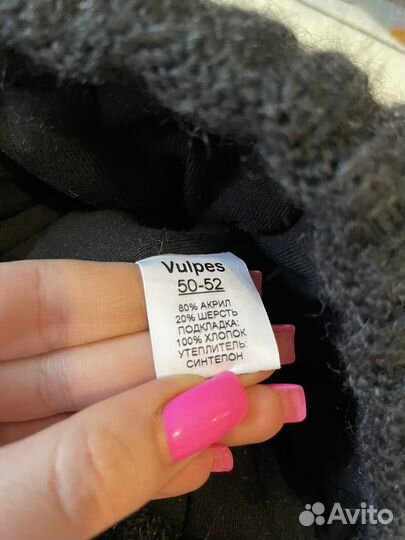 Vulpes
50-52
80% АКРИЛ
20% ШЕРСТЬ
ПОДКЛАДКА:
100% ХЛОПОК
УТЕПЛИТЕЛЬ:
СИНТЕПОН
Avito